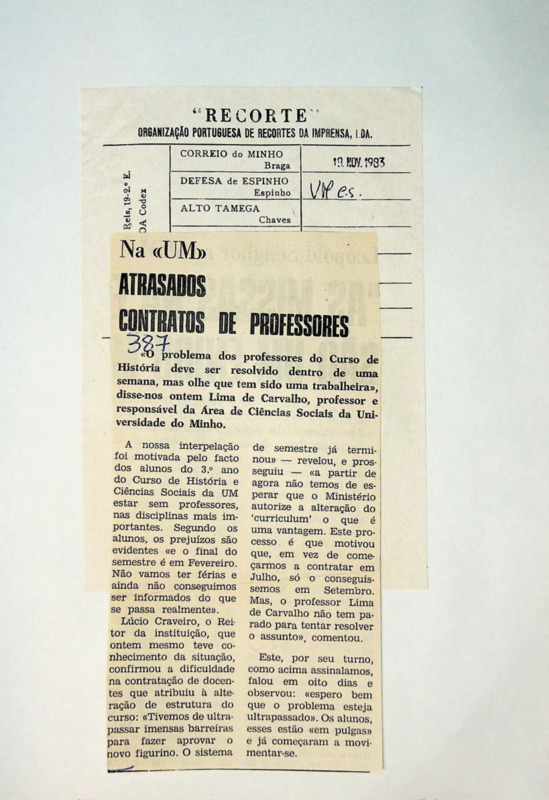 "RECORTE"
ORGANIZAÇÃO PORTUGUESA DE RECORTES DA IMPRENSA, LDA.
Reis, 19-2.º E.
OA Codex
CORREIO do MINHO
Braga
19. NOV. 1983
DEFESA de ESPINHO
Espinho
ALTO TAMEGA
Chaves
Na «UM»
ATRASADOS
CONTRATOS DE PROFESSORES
387
«O problema dos professores do Curso de
História deve ser resolvido dentro de uma
semana, mas olhe que tem sido uma trabalheira»,
disse-nos ontem Lima de Carvalho, professor e
responsável da Área de Ciências Sociais da Uni-
versidade do Minho.
A nossa interpelação
foi motivada pelo facto
dos alunos do 3.º ano
do Curso de História e
Ciências Sociais da UM
estar sem professores,
nas disciplinas mais im-
portantes. Segundo os
alunos, os prejuízos são
evidentes «e o final do
semestre é em Fevereiro.
Não vamos ter férias e
ainda não conseguimos
ser informados do que
se passa realmente».
Lúcio Craveiro, o Rei-
tor da instituição, que
ontem mesmo teve co-
nhecimento da situação,
confirmou a dificuldade
na contratação de docen-
tes que atribuiu à alte-
ração de estrutura do
curso: «Tivemos de ultra-
passar imensas barreiras
para fazer aprovar o
novo figurino. O sistema
de semestre já termi-
nou» — revelou, e pros-
seguiu — «a partir de
agora não temos de es-
perar que o Ministério
autorize a alteração do
'curriculum' o que é
uma vantagem. Este pro-
cesso é que motivou
que, em vez de come-
çarmos a contratar em
Julho, só o conseguís-
semos em Setembro.
Mas, o professor Lima
de Carvalho não tem pa-
rado para tentar resolver
o assunto», comentou.
Este, por seu turno,
como acima assinalamos,
falou em oito dias e
observou: «espero bem
que o problema esteja
ultrapassado». Os alunos,
esses estão «em pulgas»
e já começaram a movi-
mentar-se.